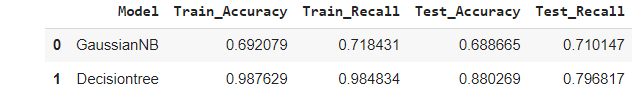 Model Train_Accuracy Train_Recall Test_Accuracy Test_Recall
0 GaussianNB 0.692079 0.718431 0.688665 0.710147
1 Decisiontree 0.987629 0.984834 0.880269 0.796817